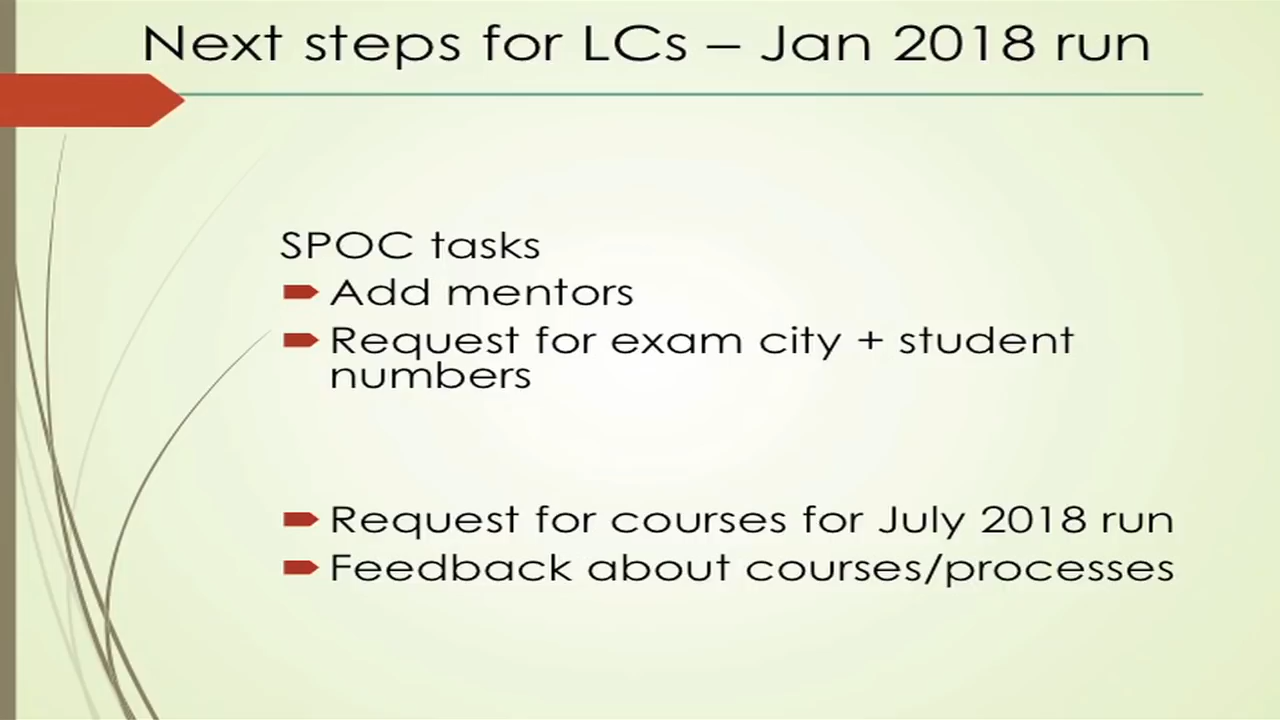 Next steps for LCs – Jan 2018 run
SPOC tasks
Add mentors
Request for exam city + student
numbers
Request for courses for July 2018 run
Feedback about courses/processes